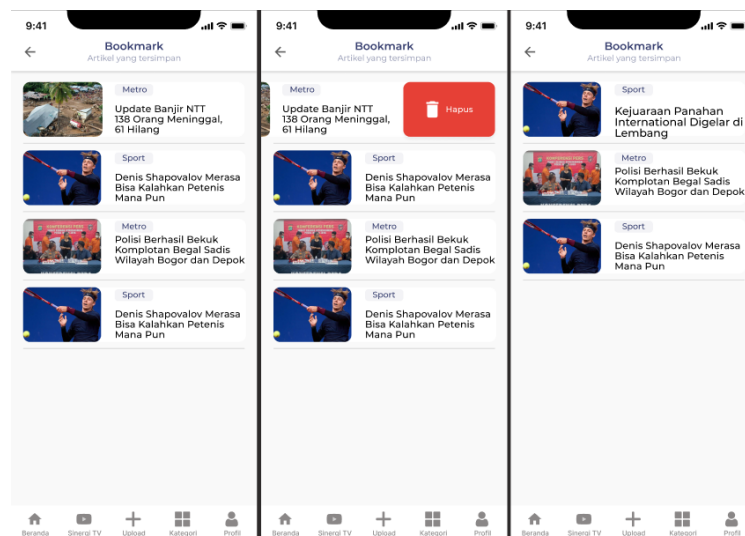 9:41
Bookmark
Artikel yang tersimpan
Metro
Update Banjir NTT
138 Orang Meninggal,
61 Hilang
Sport
Denis Shapovalov Merasa
Bisa Kalahkan Petenis
Mana Pun
Metro
Polisi Berhasil Bekuk
Komplotan Begal Sadis
Wilayah Bogor dan Depok
Sport
Denis Shapovalov Merasa
Bisa Kalahkan Petenis
Mana Pun
Beranda
Sinergi TV
Upload
Kategori
Profil
9:41
Bookmark
Artikel yang tersimpan
Metro
Update Banjir NTT
138 Orang Meninggal,
61 Hilang
Hapus
Sport
Denis Shapovalov Merasa
Bisa Kalahkan Petenis
Mana Pun
Metro
Polisi Berhasil Bekuk
Komplotan Begal Sadis
Wilayah Bogor dan Depok
Sport
Denis Shapovalov Merasa
Bisa Kalahkan Petenis
Mana Pun
Beranda
Sinergi TV
Upload
Kategori
Profil
9:41
Bookmark
Artikel yang tersimpan
Sport
Kejuaraan Panahan
International Digelar di
Lembang
Metro
Polisi Berhasil Bekuk
Komplotan Begal Sadis
Wilayah Bogor dan Depok
Sport
Denis Shapovalov Merasa
Bisa Kalahkan Petenis
Mana Pun
Beranda
Sinergi TV
Upload
Kategori
Profil